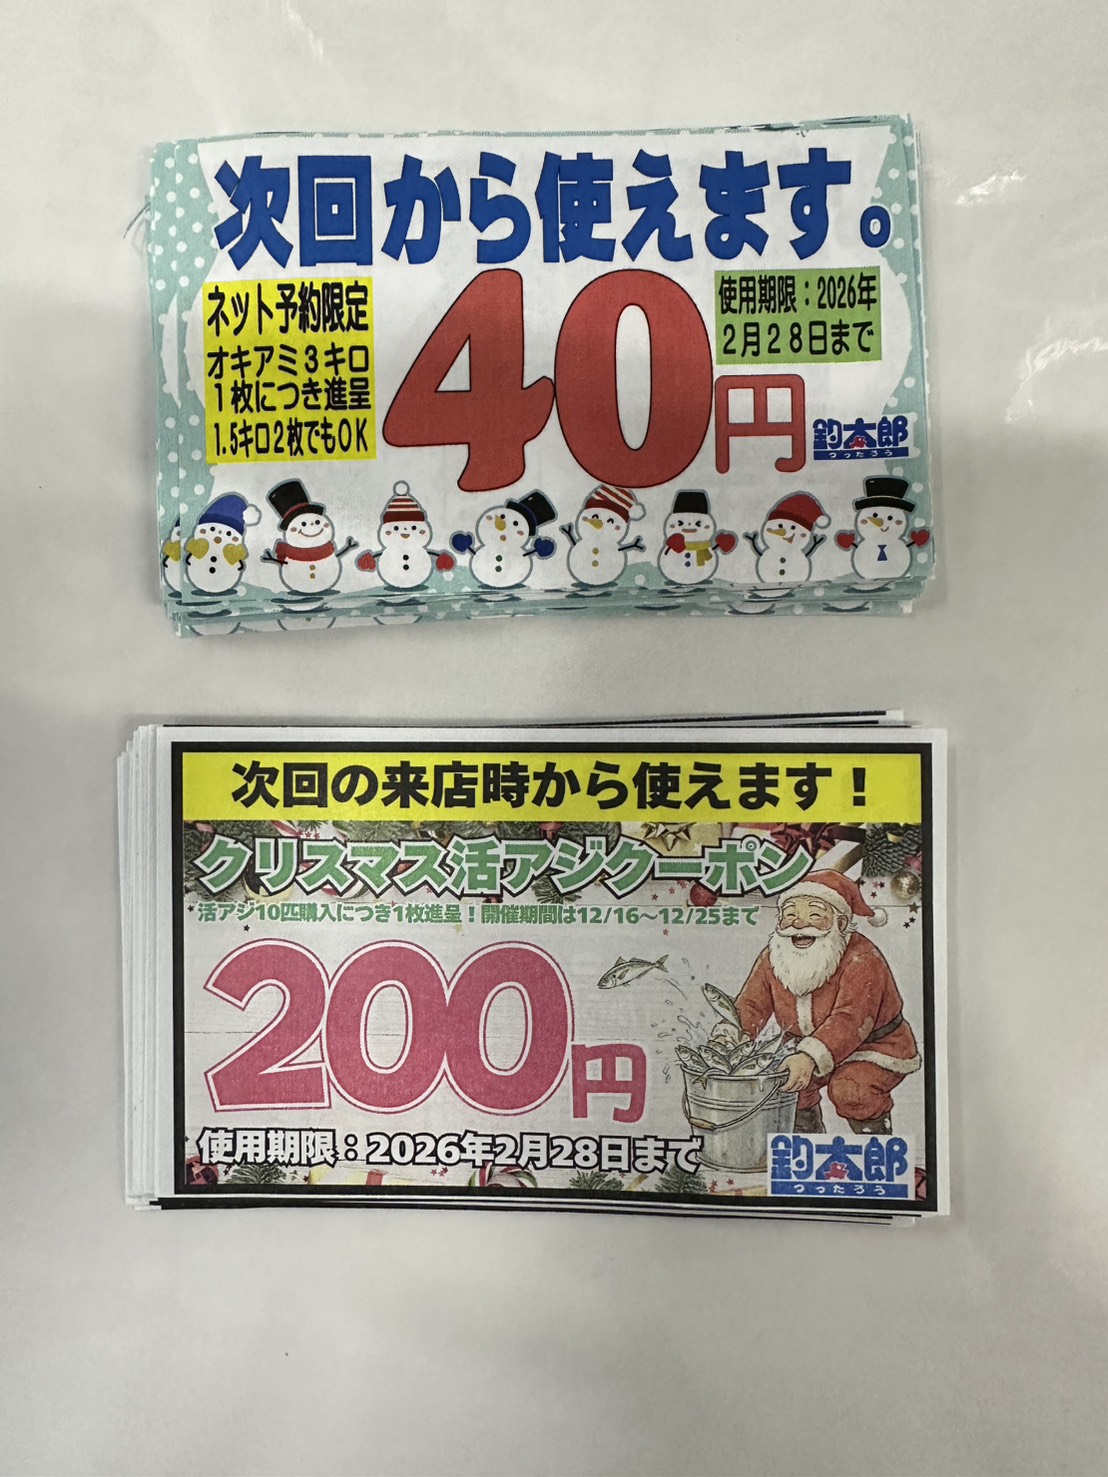 次回から使えます。
ネット予約限定
オキアミ3キロ
1枚につき進呈
1.5キロ2枚でもOK
40円
使用期限：2026年
2月28日まで
釣太郎
つったろう
次回の来店時から使えます！
クリスマス活アジクーポン
活アジ10匹購入につき1枚進呈！開催期間は12/16～12/25まで
200円
使用期限：2026年2月28日まで
釣太郎
つったろう